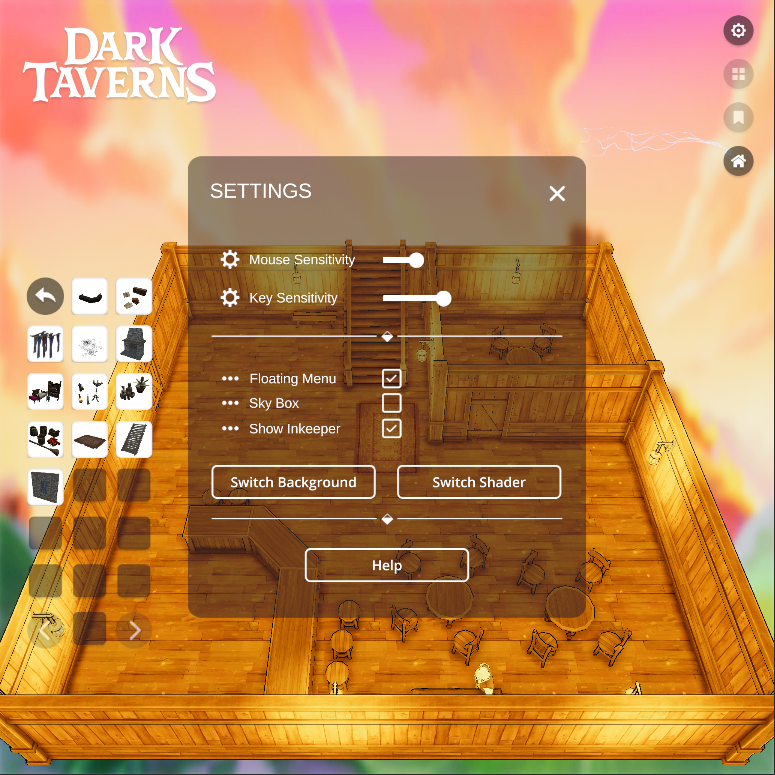 DARK
TAVERNS
SETTINGS
Mouse Sensitivity
Key Sensitivity
Floating Menu
Sky Box
Show Inkeeper
Switch Background
Switch Shader
Help